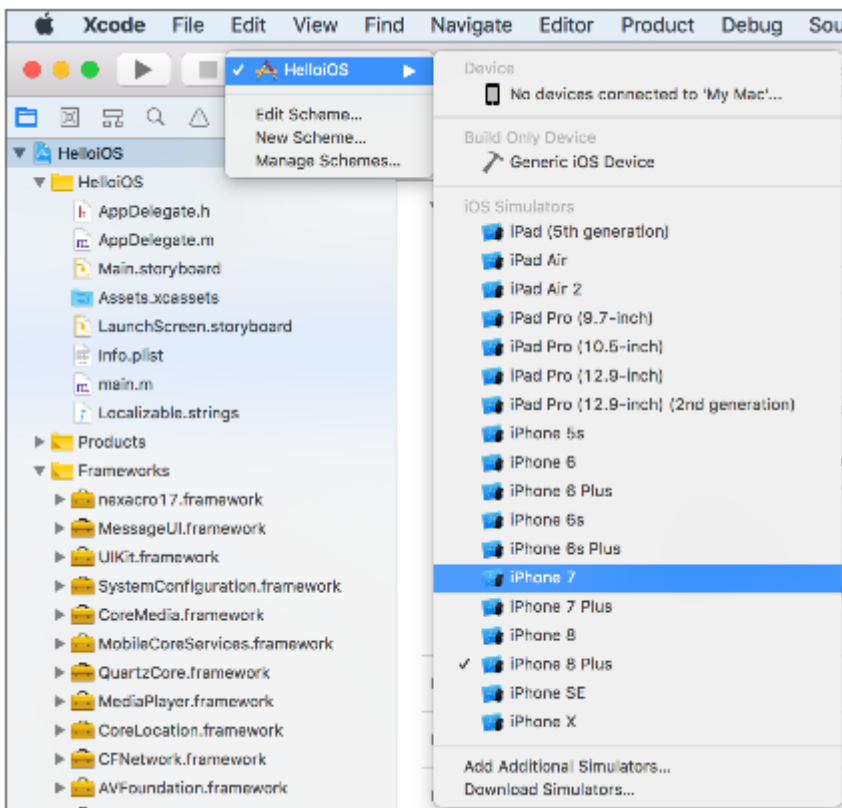 Xcode File Edit View Find Navigate Editor Product Debug Sou
HelloiOS
Edit Scheme...
New Scheme...
Manage Schemes...
Device
No devices connected to 'My Mac'...
Build Only Device
Generic iOS Device
iOS Simulators
iPad (5th generation)
iPad Air
iPad Air 2
iPad Pro (9.7-inch)
iPad Pro (10.5-inch)
iPad Pro (12.9-inch)
iPad Pro (12.9-inch) (2nd generation)
iPhone 5s
iPhone 6
iPhone 6 Plus
iPhone 6s
iPhone 6s Plus
iPhone 7
iPhone 7 Plus
iPhone 8
iPhone 8 Plus
iPhone SE
iPhone X
Add Additional Simulators...
Download Simulators...
HelloiOS
HelloiOS
h AppDelegate.h
m AppDelegate.m
Main.storyboard
Assets.xcassets
LaunchScreen.storyboard
Info.plist
m main.m
Localizable.strings
Products
Frameworks
nexacro17.framework
MessageUI.framework
UIKit.framework
SystemConfiguration.framework
CoreMedia.framework
MobileCoreServices.framework
QuartzCore.framework
MediaPlayer.framework
CoreLocation.framework
CFNetwork.framework
AVFoundation.framework